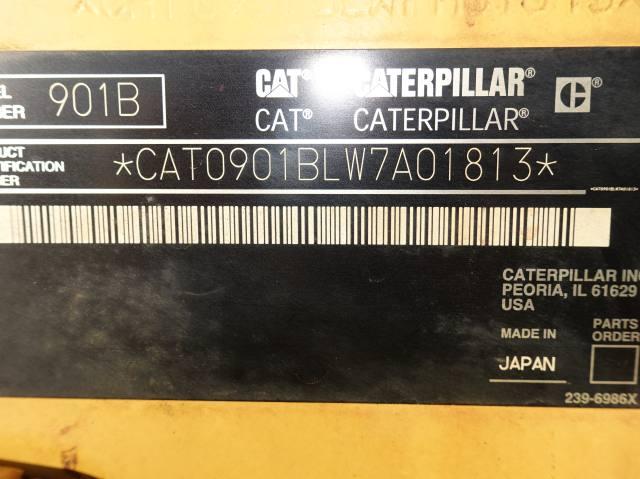 901B
CAT® CATERPILLAR®
CAT® CATERPILLAR®
C®
*CAT0901BLW7A01813*
*CAT0901BLW7A01813*
CATERPILLAR INC
PEORIA, IL 61629
USA
MADE IN
JAPAN
PARTS
ORDER
239-6986X